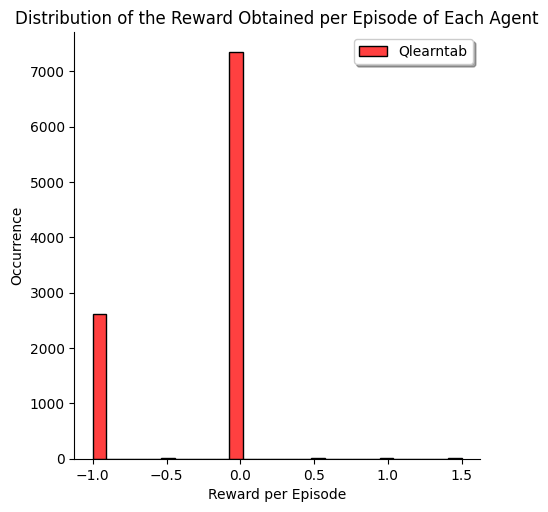 Distribution of the Reward Obtained per Episode of Each Agent
Qlearntab
7000
6000
5000
4000
3000
2000
1000
0
Occurrence
−1.0 −0.5 0.0 0.5 1.0 1.5
Reward per Episode